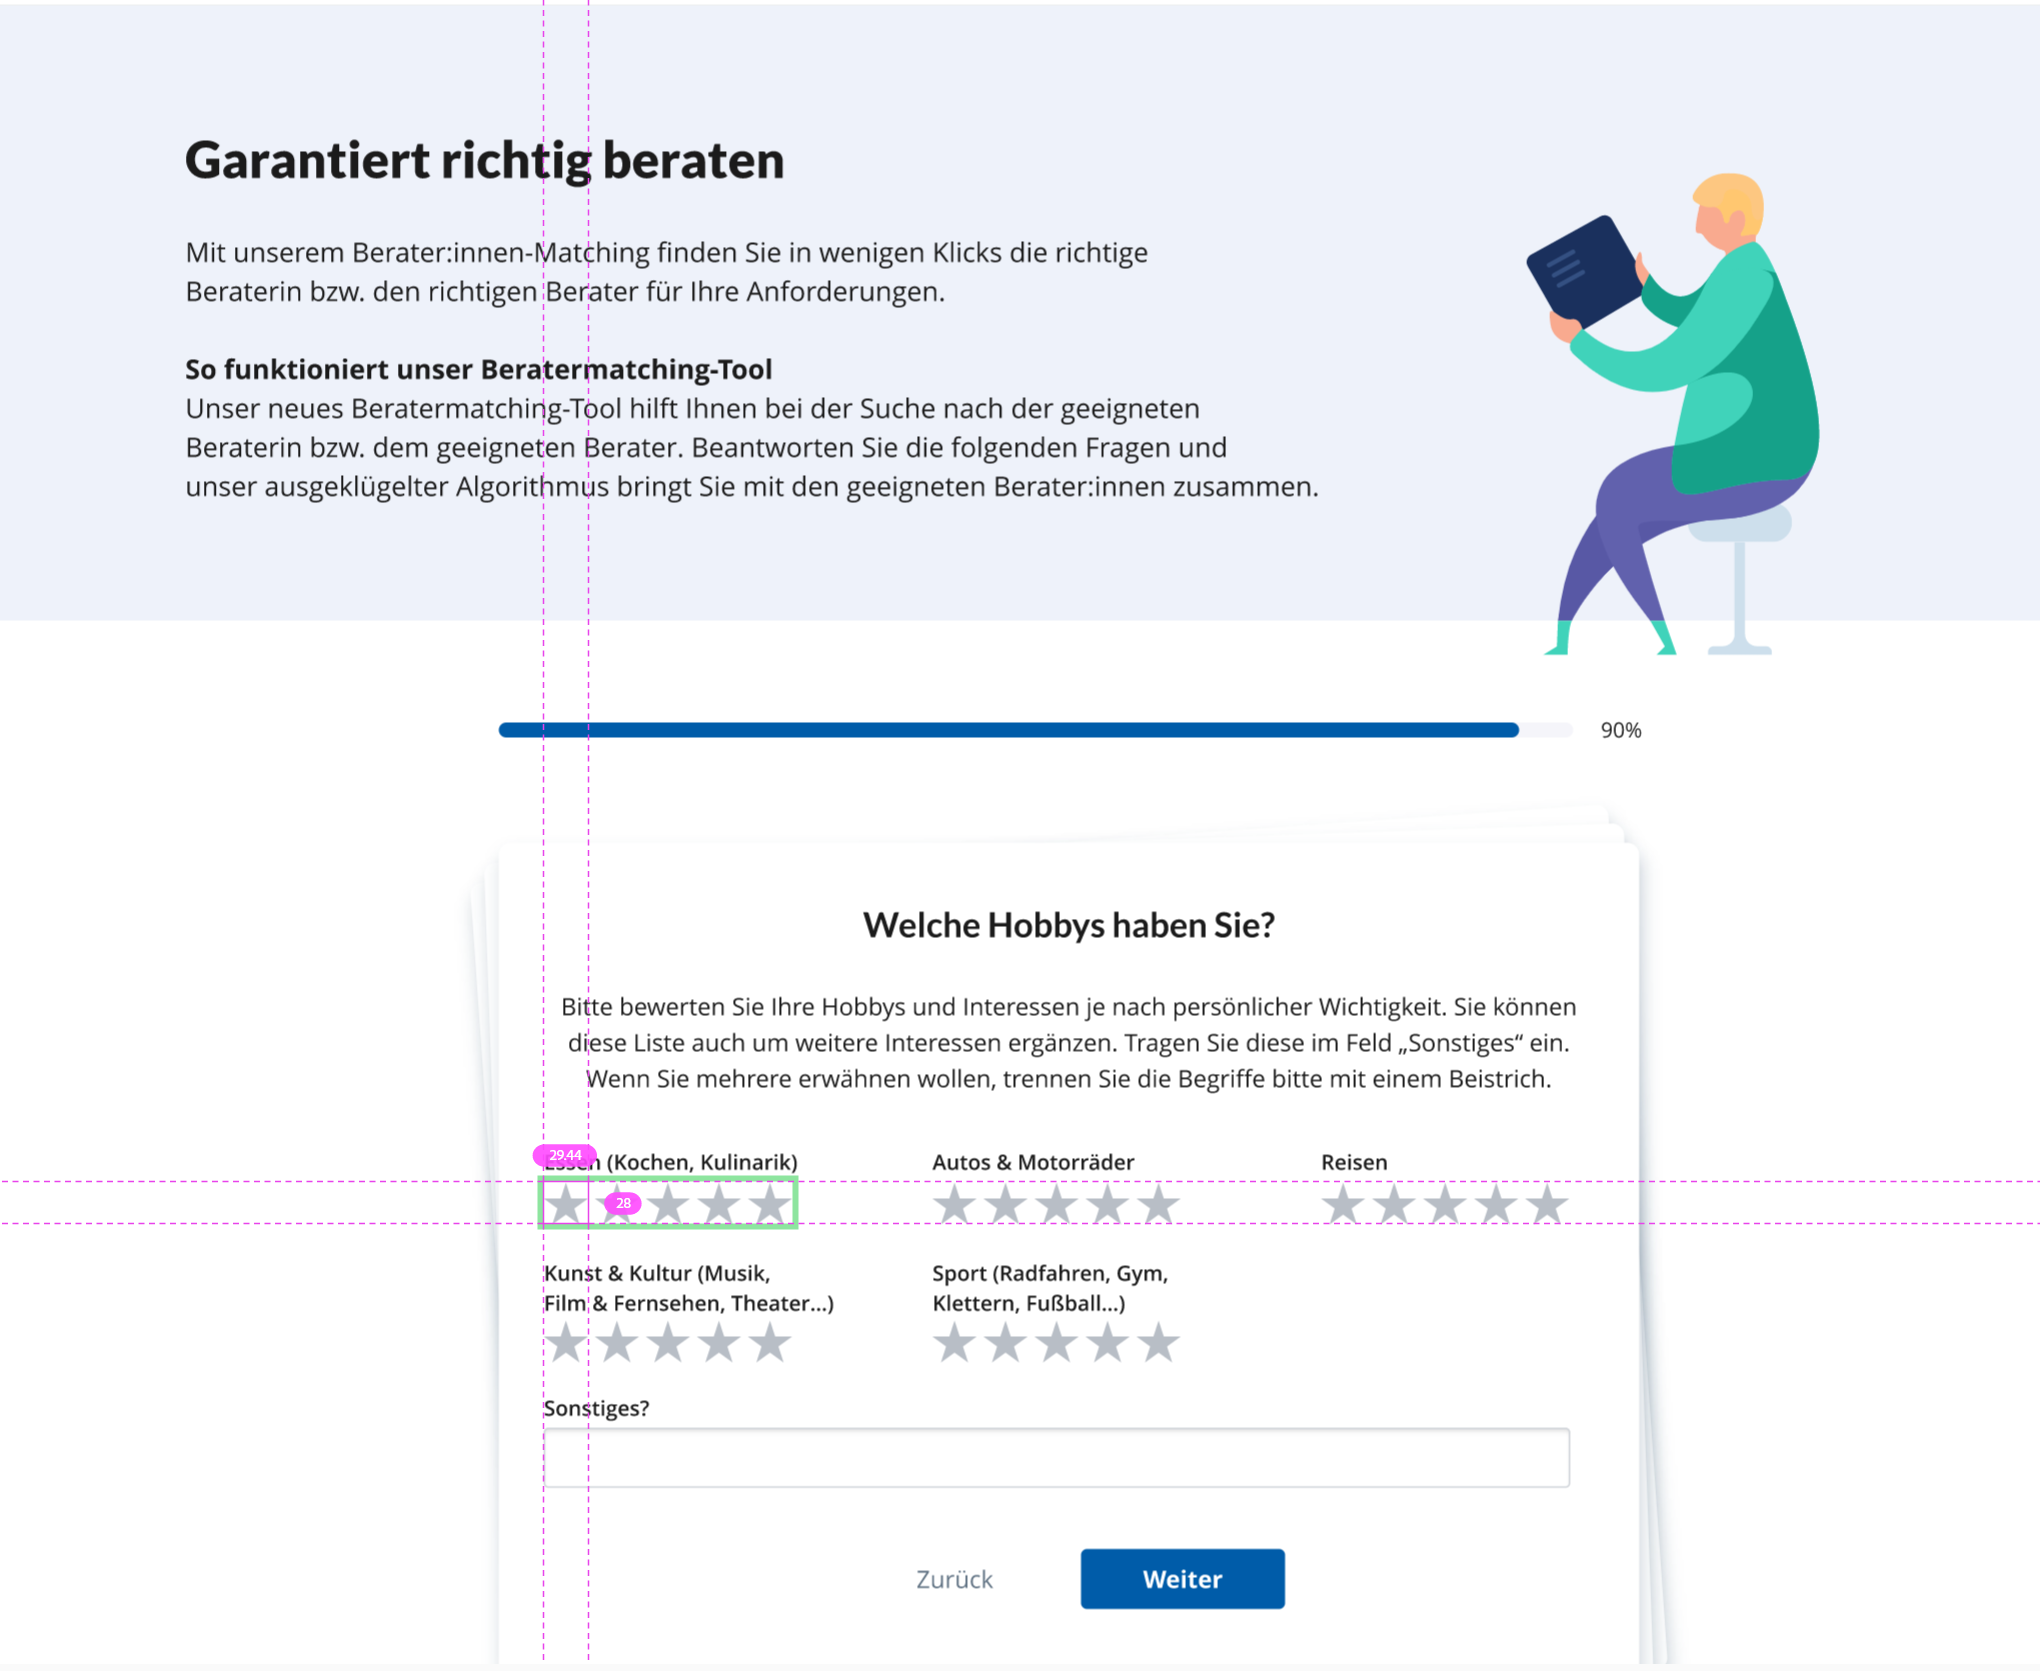 Garantiert richtig beraten
Mit unserem Berater:innen-Matching finden Sie in wenigen Klicks die richtige
Beraterin bzw. den richtigen Berater für Ihre Anforderungen.
So funktioniert unser Beratermatching-Tool
Unser neues Beratermatching-Tool hilft Ihnen bei der Suche nach der geeigneten
Beraterin bzw. dem geeigneten Berater. Beantworten Sie die folgenden Fragen und
unser ausgeklügelter Algorithmus bringt Sie mit den geeigneten Berater:innen zusammen.
90%
Welche Hobbys haben Sie?
Bitte bewerten Sie Ihre Hobbys und Interessen je nach persönlicher Wichtigkeit. Sie können
diese Liste auch um weitere Interessen ergänzen. Tragen Sie diese im Feld „Sonstiges“ ein.
Wenn Sie mehrere erwähnen wollen, trennen Sie die Begriffe bitte mit einem Beistrich.
29.44
Essen (Kochen, Kulinarik)
Autos & Motorräder
Reisen
28
Kunst & Kultur (Musik,
Film & Fernsehen, Theater...)
Sport (Radfahren, Gym,
Klettern, Fußball...)
Sonstiges?
Zurück
Weiter